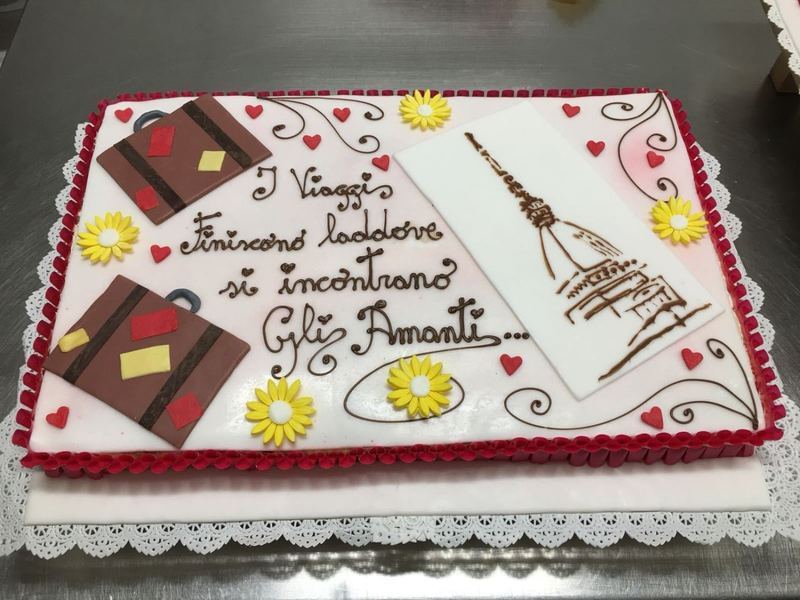 I Viaggi
Finiscono laddove
si incontrano
Gli Amanti...